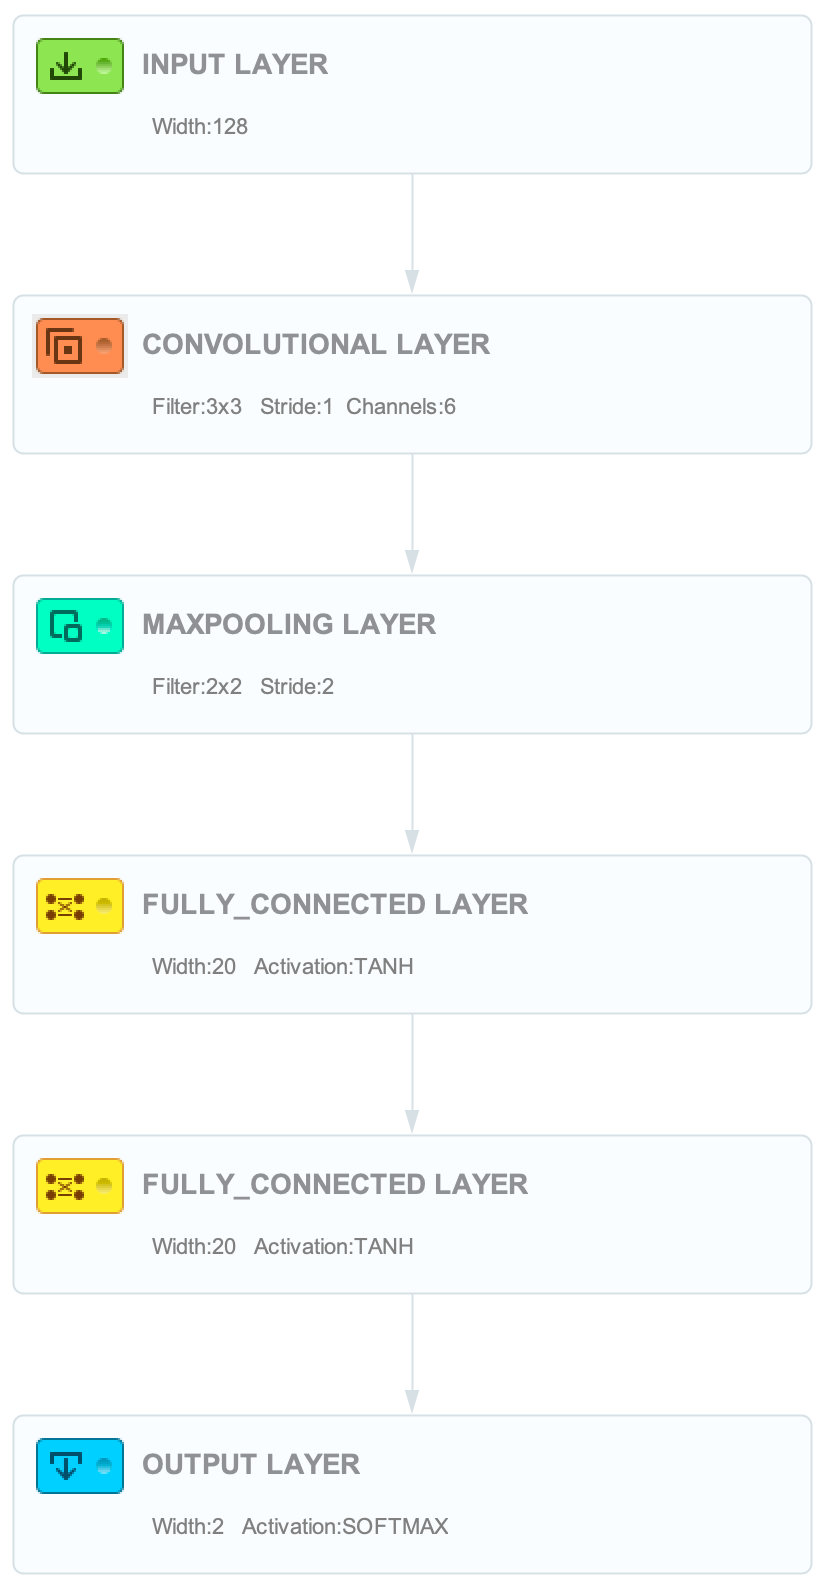 INPUT LAYER
Width:128
CONVOLUTIONAL LAYER
Filter:3x3 Stride:1 Channels:6
MAXPOOLING LAYER
Filter:2x2 Stride:2
FULLY_CONNECTED LAYER
Width:20 Activation:TANH
FULLY_CONNECTED LAYER
Width:20 Activation:TANH
OUTPUT LAYER
Width:2 Activation:SOFTMAX